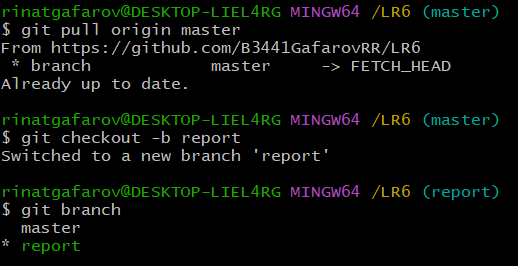 rinatgafarov@DESKTOP-LIEL4RG MINGW64 /LR6 (master)
$ git pull origin master
From https://github.com/B3441GafarovRR/LR6
 * branch            master     -> FETCH_HEAD
Already up to date.
rinatgafarov@DESKTOP-LIEL4RG MINGW64 /LR6 (master)
$ git checkout -b report
Switched to a new branch 'report'
rinatgafarov@DESKTOP-LIEL4RG MINGW64 /LR6 (report)
$ git branch
  master
* report